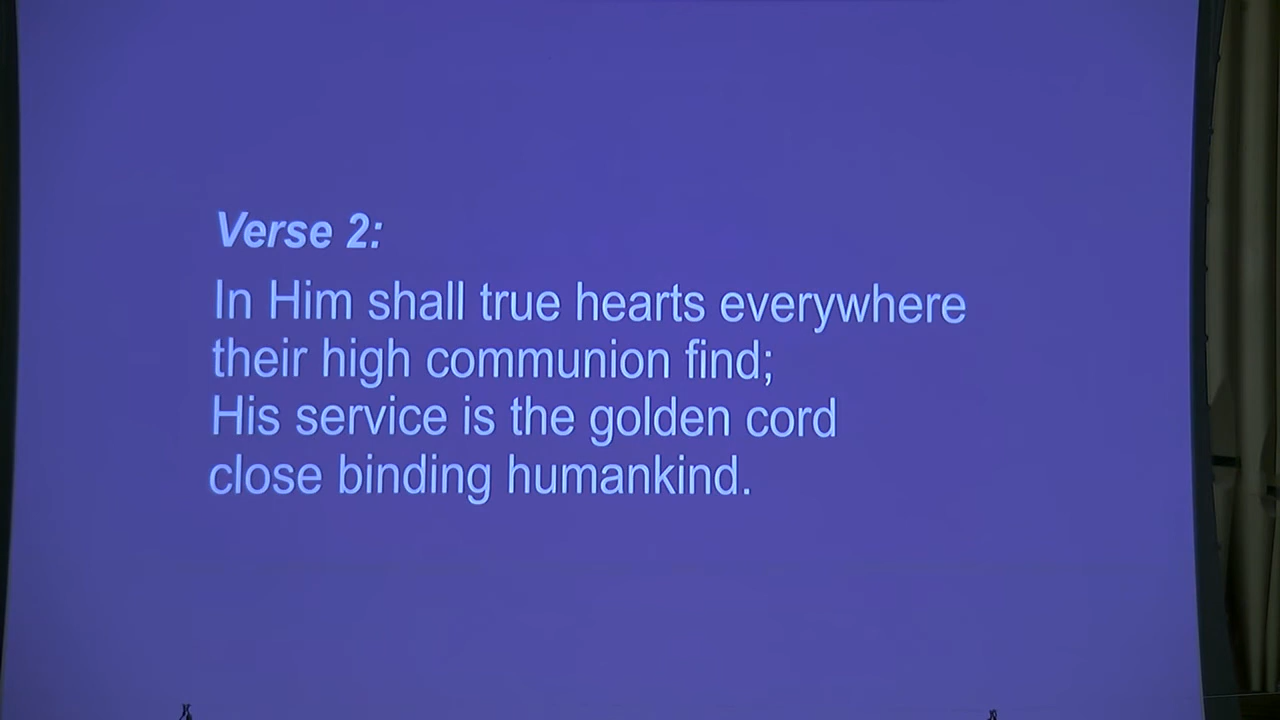 Verse 2:
In Him shall true hearts everywhere
their high communion find;
His service is the golden cord
close binding humankind.